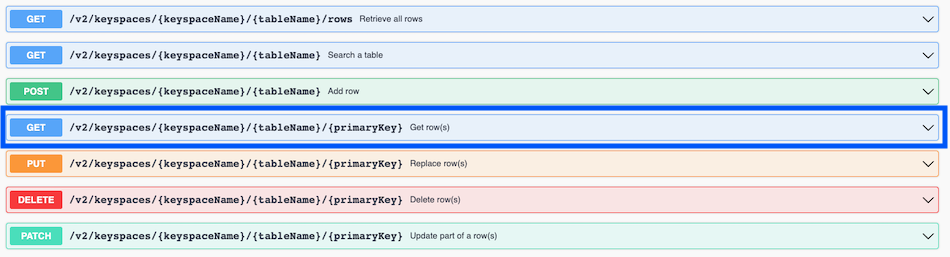 GET /v2/keyspaces/{keyspaceName}/{tableName}/rows Retrieve all rows
GET /v2/keyspaces/{keyspaceName}/{tableName} Search a table
POST /v2/keyspaces/{keyspaceName}/{tableName} Add row
GET /v2/keyspaces/{keyspaceName}/{tableName}/{primaryKey} Get row(s)
PUT /v2/keyspaces/{keyspaceName}/{tableName}/{primaryKey} Replace row(s)
DELETE /v2/keyspaces/{keyspaceName}/{tableName}/{primaryKey} Delete row(s)
PATCH /v2/keyspaces/{keyspaceName}/{tableName}/{primaryKey} Update part of a row(s)